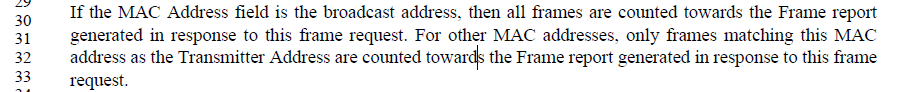 30 If the MAC Address field is the broadcast address, then all frames are counted towards the Frame report
31 generated in response to this frame request. For other MAC addresses, only frames matching this MAC
32 address as the Transmitter Address are counted towards the Frame report generated in response to this frame
33 request.